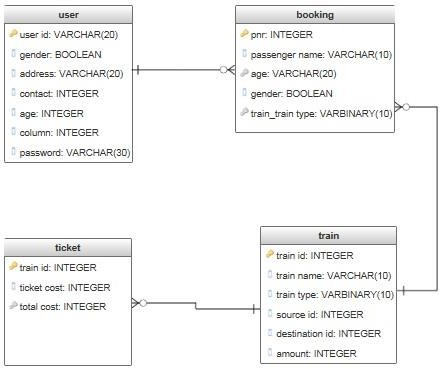 user
user id: VARCHAR(20)
gender: BOOLEAN
address: VARCHAR(20)
contact: INTEGER
age: INTEGER
column: INTEGER
password: VARCHAR(30)
booking
pnr: INTEGER
passenger name: VARCHAR(10)
age: VARCHAR(20)
gender: BOOLEAN
train_train type: VARBINARY(10)
ticket
train id: INTEGER
ticket cost: INTEGER
total cost: INTEGER
train
train id: INTEGER
train name: VARCHAR(10)
train type: VARBINARY(10)
source id: INTEGER
destination id: INTEGER
amount: INTEGER